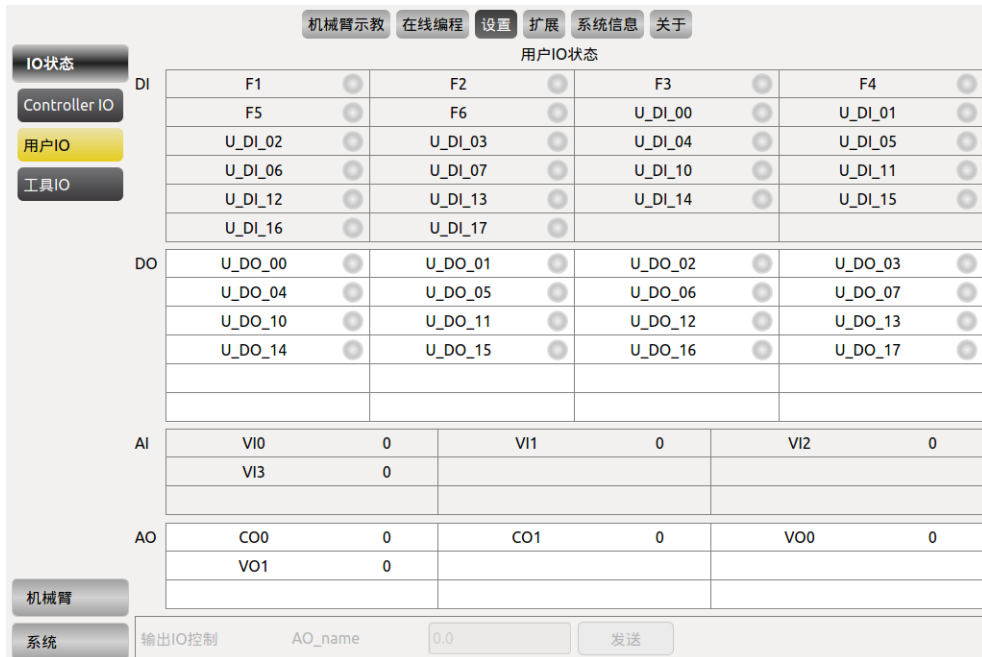 机械臂示教 在线编程 设置 扩展 系统信息 关于
用户IO状态
IO状态
Controller IO
用户IO
工具IO
DI F1 F2 F3 F4
F5 F6 U_DI_00 U_DI_01
U_DI_02 U_DI_03 U_DI_04 U_DI_05
U_DI_06 U_DI_07 U_DI_10 U_DI_11
U_DI_12 U_DI_13 U_DI_14 U_DI_15
U_DI_16 U_DI_17
DO U_DO_00 U_DO_01 U_DO_02 U_DO_03
U_DO_04 U_DO_05 U_DO_06 U_DO_07
U_DO_10 U_DO_11 U_DO_12 U_DO_13
U_DO_14 U_DO_15 U_DO_16 U_DO_17
AI VI0 0 VI1 0 VI2 0
VI3 0
AO CO0 0 CO1 0 VO0 0
VO1 0
机械臂
系统
输出IO控制 AO_name 0.0 发送